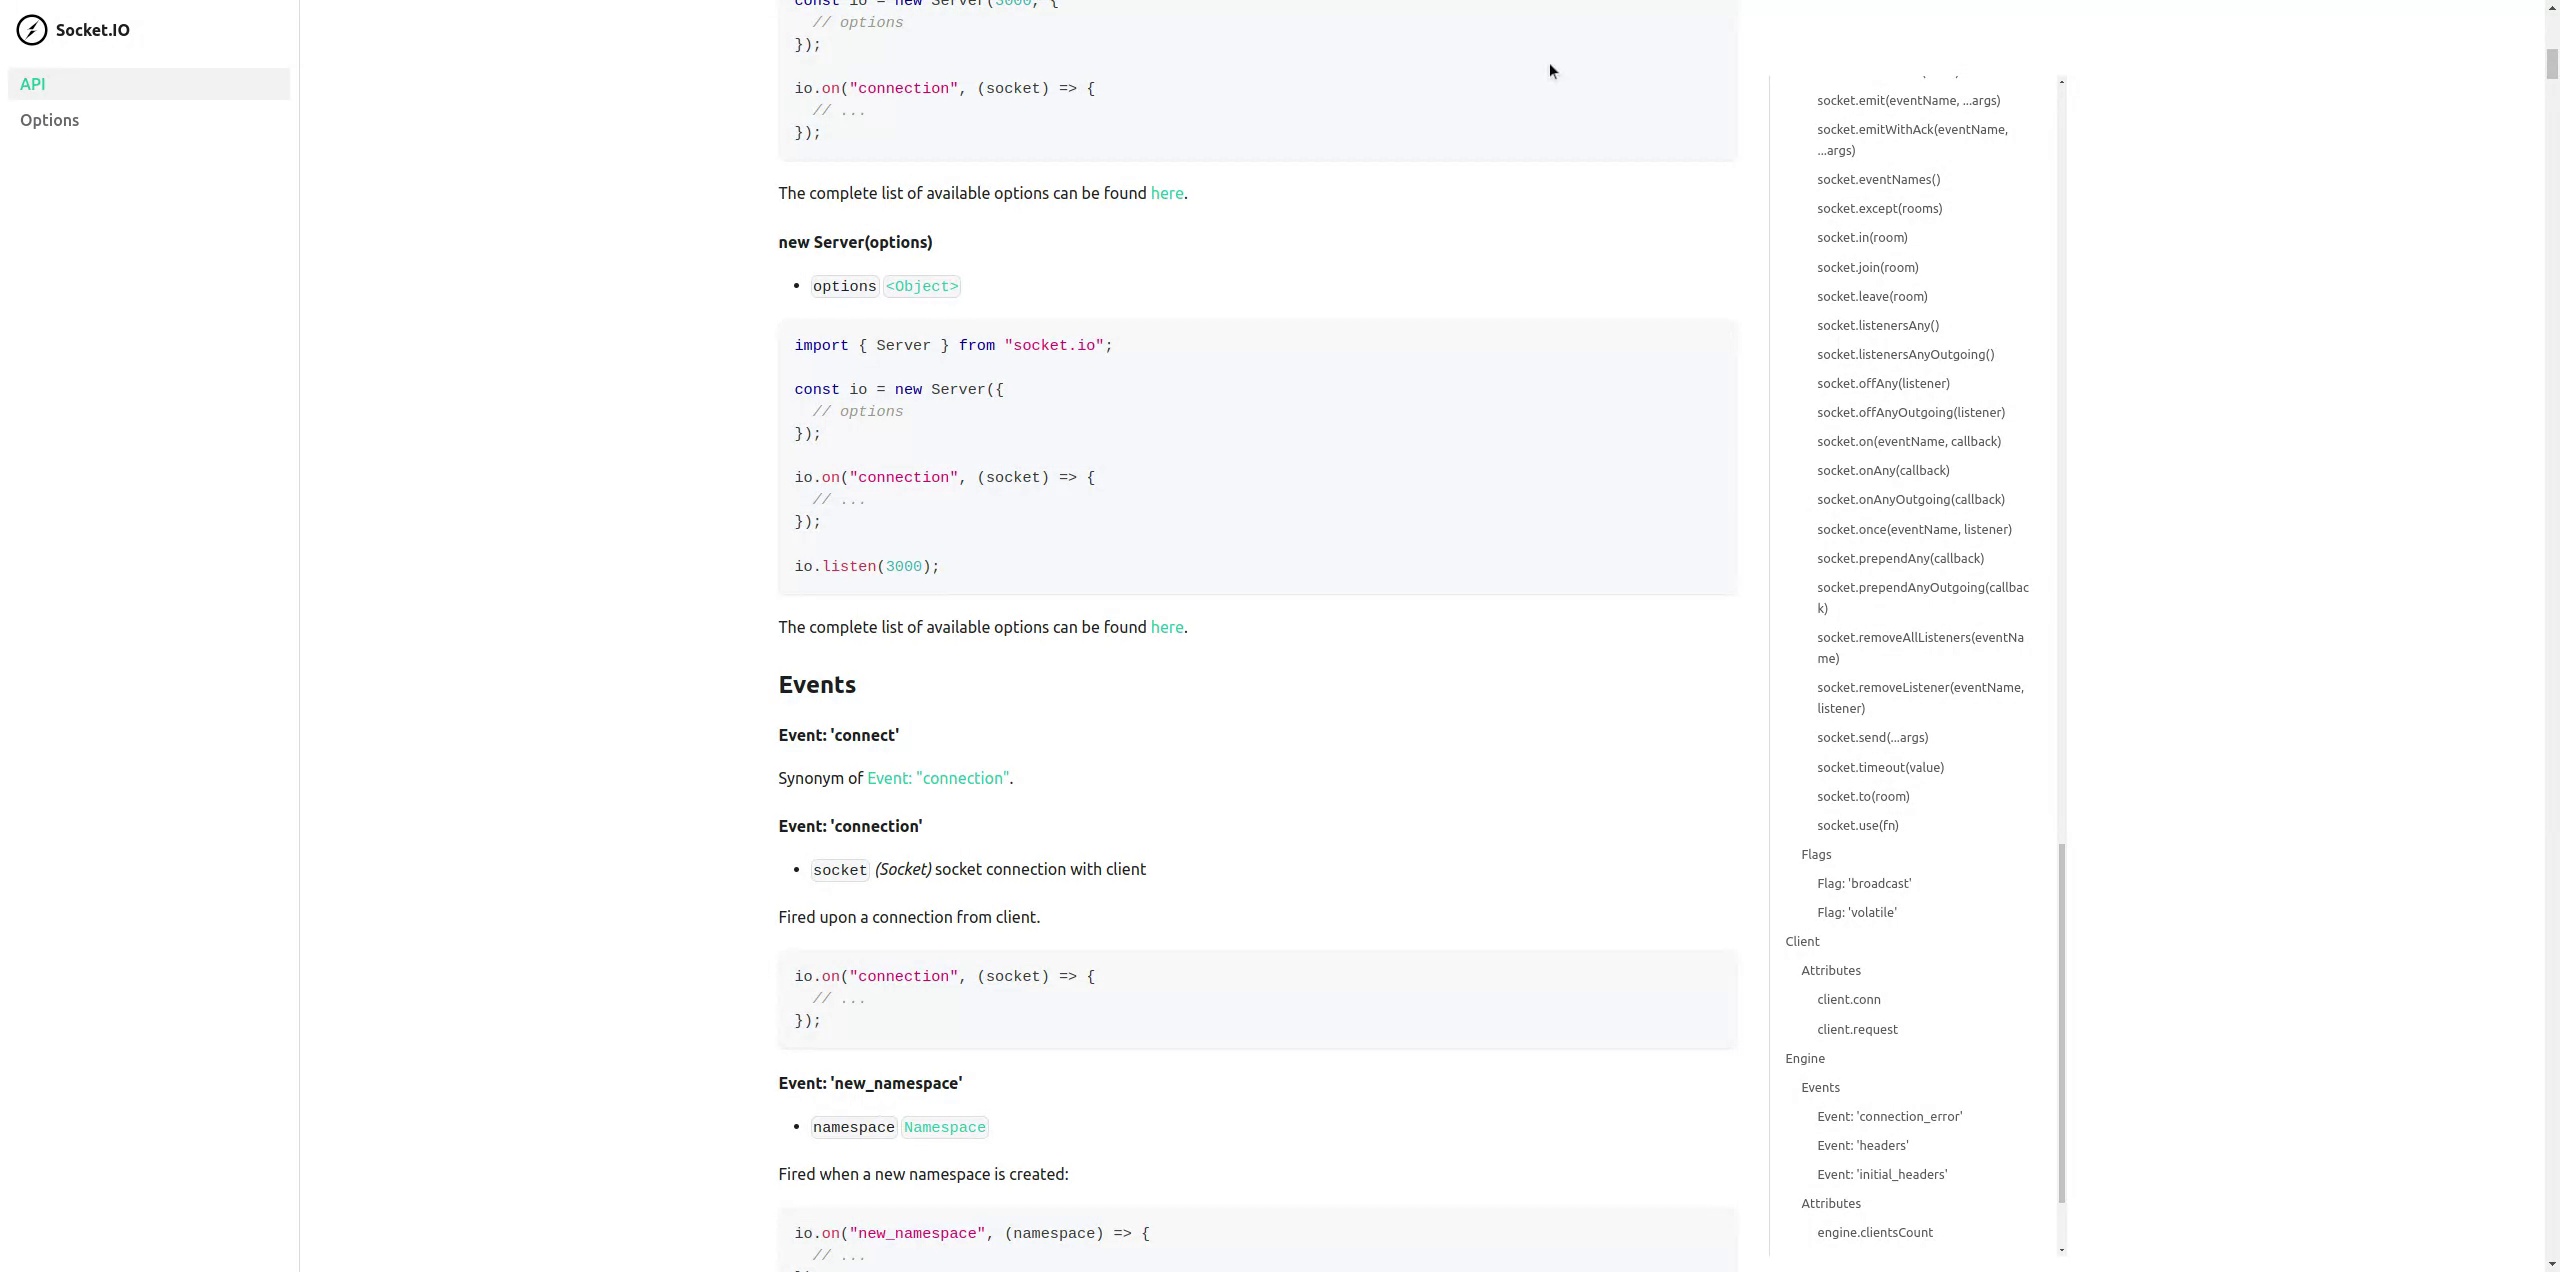 Socket.IO
API
Options
const io = new Server(3000, {
  // options
});
io.on("connection", (socket) => {
  // ...
});
The complete list of available options can be found here.
new Server(options)
• options <Object>
import { Server } from "socket.io";
const io = new Server({
  // options
});
io.on("connection", (socket) => {
  // ...
});
io.listen(3000);
The complete list of available options can be found here.
Events
Event: 'connect'
Synonym of Event: "connection".
Event: 'connection'
• socket (Socket) socket connection with client
Fired upon a connection from client.
io.on("connection", (socket) => {
  // ...
});
Event: 'new_namespace'
• namespace Namespace
Fired when a new namespace is created:
io.on("new_namespace", (namespace) => {
  // ...
socket.emit(eventName, ...args)
socket.emitWithAck(eventName,
...args)
socket.eventNames()
socket.except(rooms)
socket.in(room)
socket.join(room)
socket.leave(room)
socket.listenersAny()
socket.listenersAnyOutgoing()
socket.offAny(listener)
socket.offAnyOutgoing(listener)
socket.on(eventName, callback)
socket.onAny(callback)
socket.onAnyOutgoing(callback)
socket.once(eventName, listener)
socket.prependAny(callback)
socket.prependAnyOutgoing(callbac
k)
socket.removeAllListeners(eventNa
me)
socket.removeListener(eventName,
listener)
socket.send(...args)
socket.timeout(value)
socket.to(room)
socket.use(fn)
Flags
Flag: 'broadcast'
Flag: 'volatile'
Client
Attributes
client.conn
client.request
Engine
Events
Event: 'connection_error'
Event: 'headers'
Event: 'initial_headers'
Attributes
engine.clientsCount